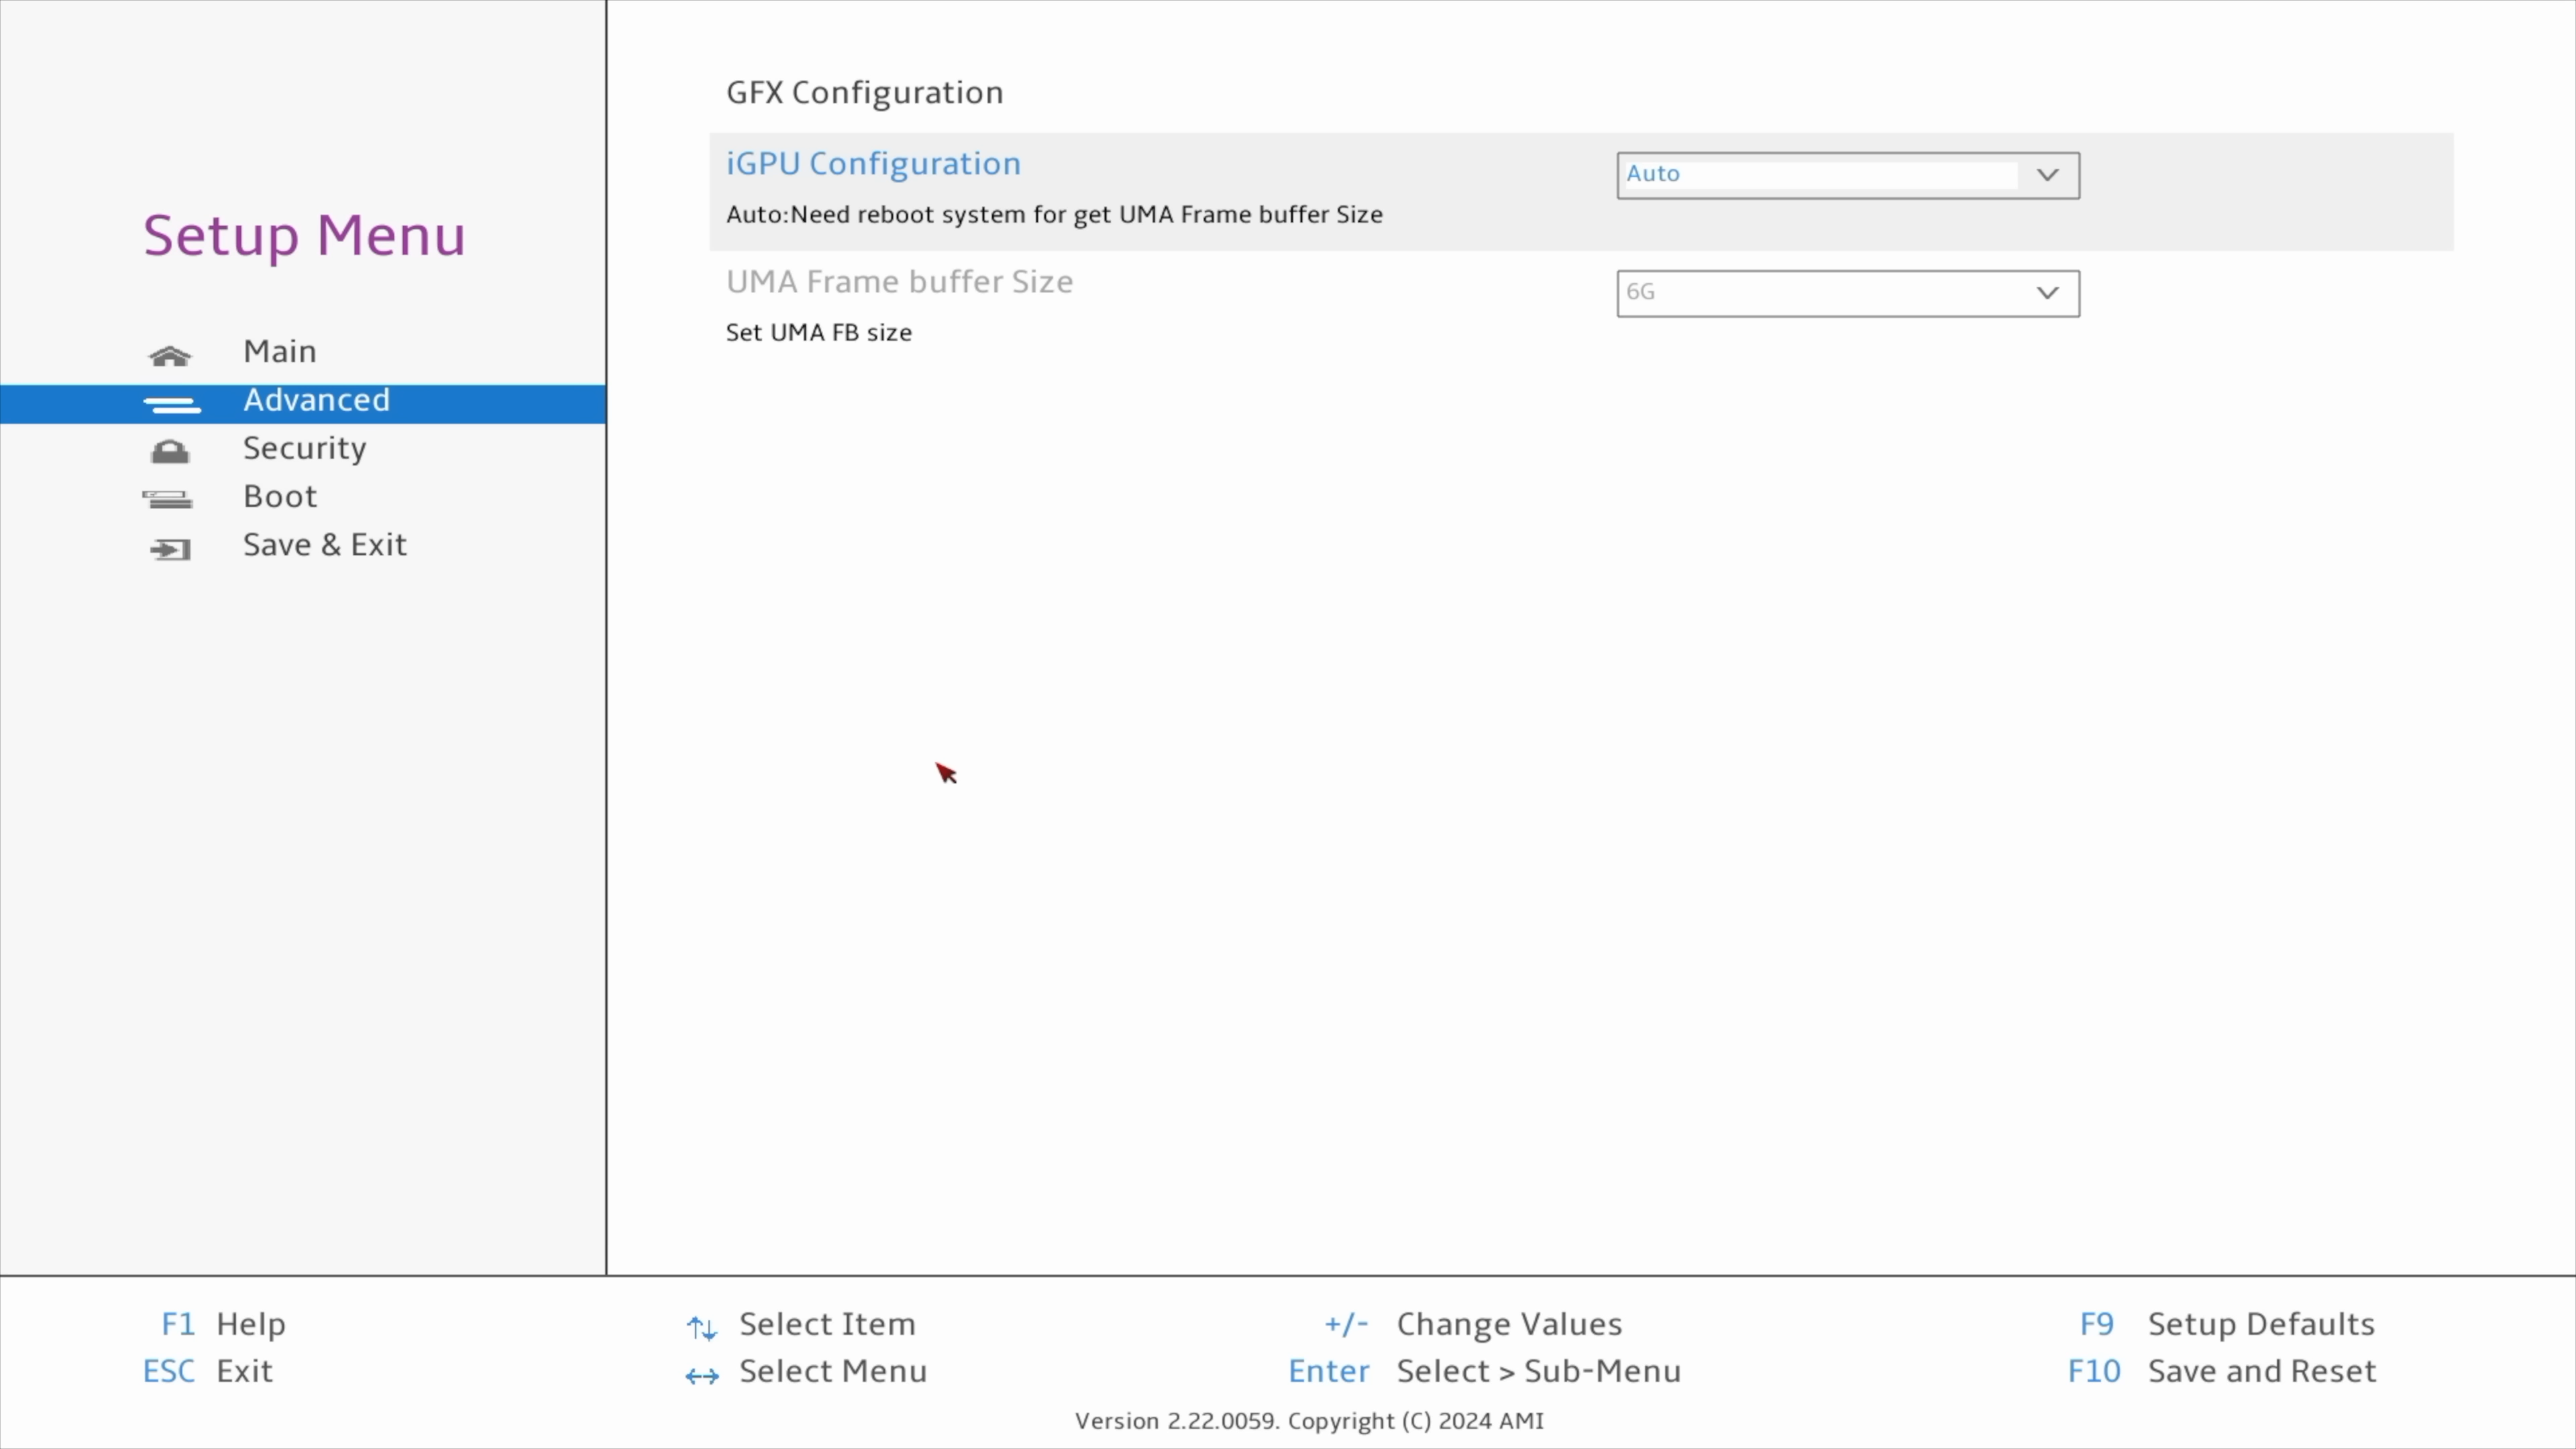 Setup Menu
Main
Advanced
Security
Boot
Save & Exit
GFX Configuration
iGPU Configuration
Auto
Auto:Need reboot system for get UMA Frame buffer Size
UMA Frame buffer Size
6G
Set UMA FB size
F1 Help
ESC Exit
Select Item
Select Menu
+/- Change Values
Enter Select > Sub-Menu
F9 Setup Defaults
F10 Save and Reset
Version 2.22.0059. Copyright (C) 2024 AMI